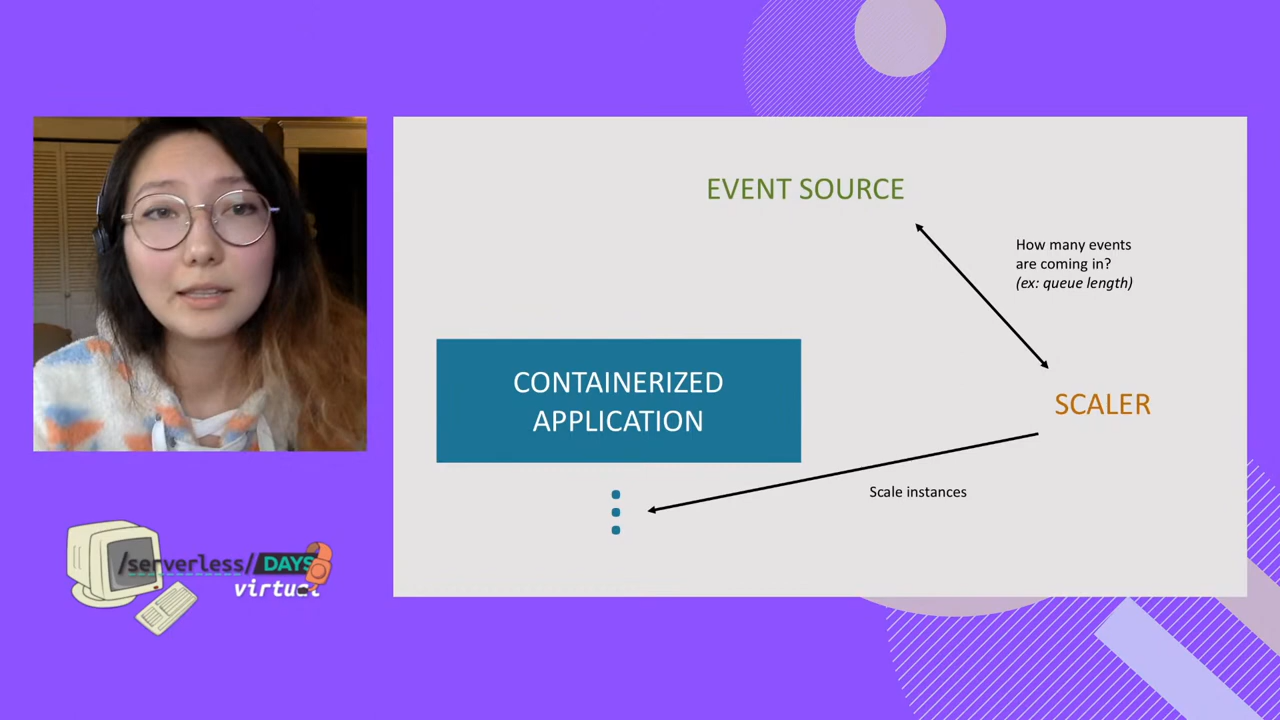 EVENT SOURCE
How many events
are coming in?
(ex: queue length)
CONTAINERIZED
APPLICATION
SCALER
Scale instances
/serverless/DAYS
virtual